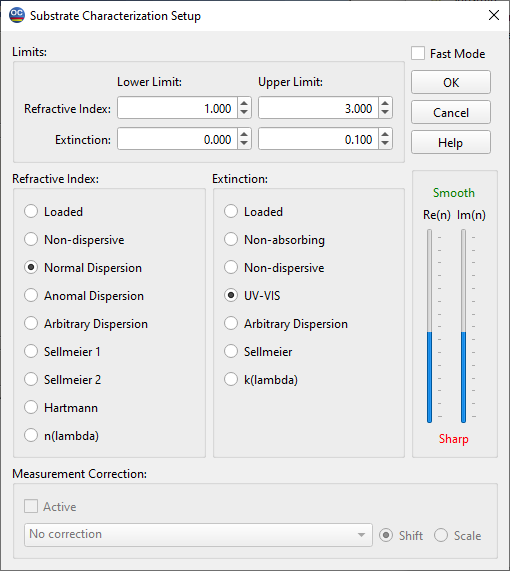 OC Substrate Characterization Setup
Limits:
Fast Mode
Lower Limit: Upper Limit:
OK
Refractive Index: 1.000 3.000
Cancel
Extinction: 0.000 0.100
Help
Refractive Index:
Loaded
Non-dispersive
Normal Dispersion
Anomal Dispersion
Arbitrary Dispersion
Sellmeier 1
Sellmeier 2
Hartmann
n(lambda)
Extinction:
Loaded
Non-absorbing
Non-dispersive
UV-VIS
Arbitrary Dispersion
Sellmeier
k(lambda)
Smooth
Re(n) Im(n)
Sharp
Measurement Correction:
Active
No correction Shift Scale